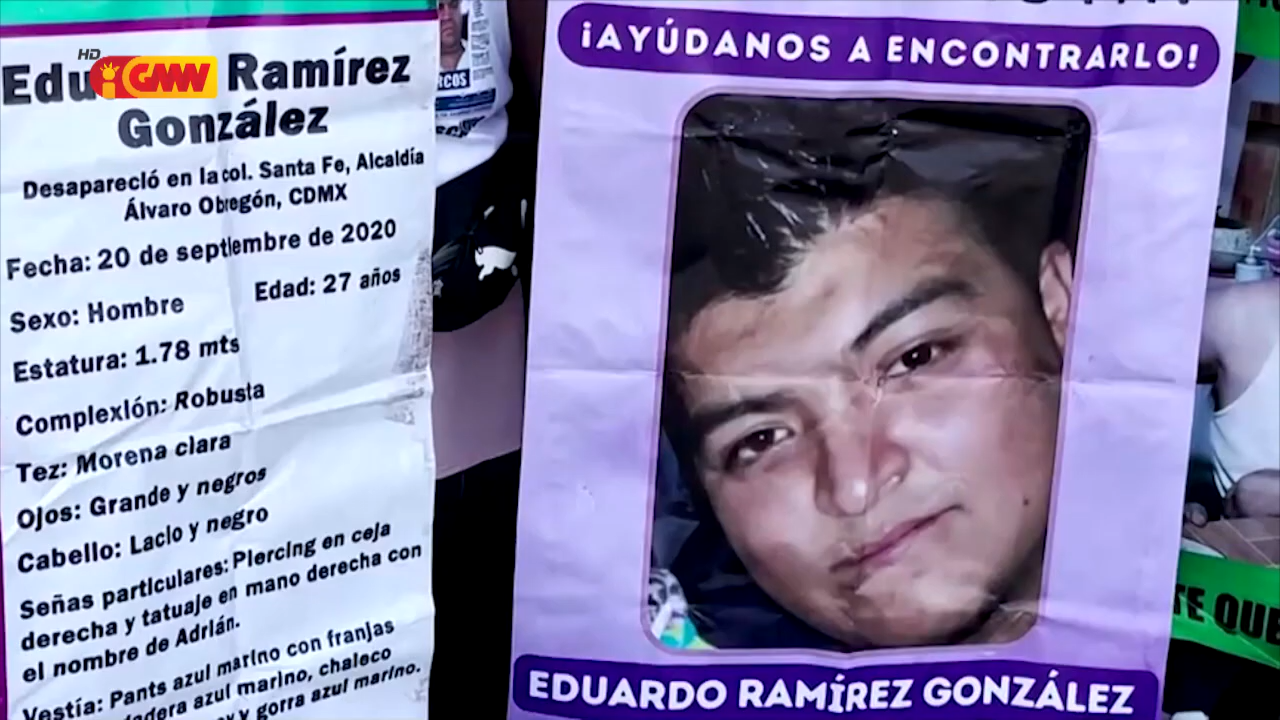 HD
GMW
Ramírez
González
Desapareció en la col. Santa Fe, Alcaldía
Álvaro Obregón, CDMX
Fecha: 20 de septiembre de 2020
Sexo: Hombre
Edad: 27 años
Estatura: 1.78 mts
Complexión: Robusta
Tez: Morena clara
Ojos: Grande y negros
Cabello: Lacio y negro
Señas particulares: Piercing en ceja
derecha y tatuaje en mano derecha con
el nombre de Adrián.
Vestía: Pants azul marino con franjas
azul marino, chaleco
y gorra azul marino.
¡AYÚDANOS A ENCONTRARLO!
EDUARDO RAMÍREZ GONZÁLEZ
TE QUE